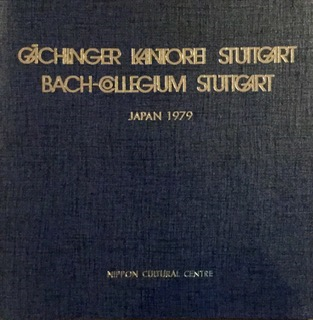 GÄCHINGER KANTOREI STUTTGART
BACH-COLLEGIUM STUTTGART
JAPAN 1979
NIPPON CULTURAL CENTRE